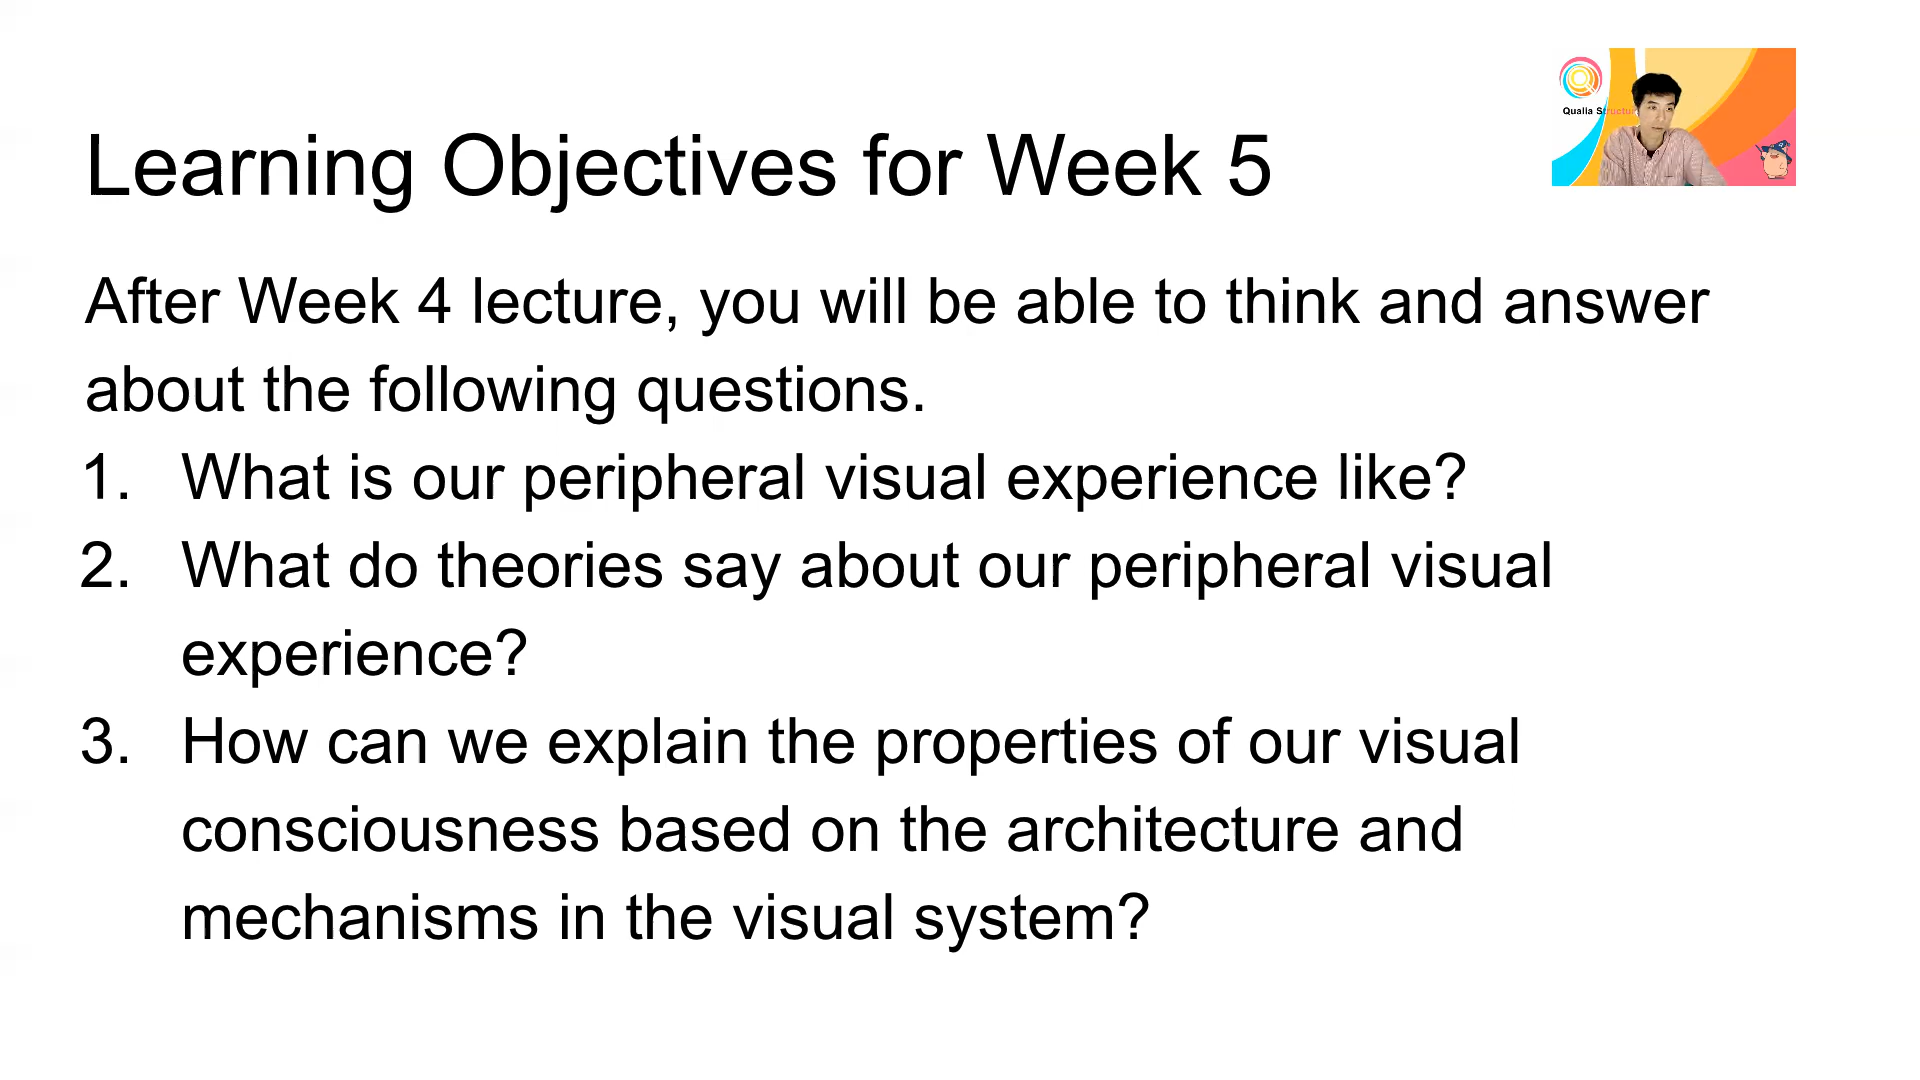 Qualia Structure
Learning Objectives for Week 5
After Week 4 lecture, you will be able to think and answer
about the following questions.
1. What is our peripheral visual experience like?
2. What do theories say about our peripheral visual
experience?
3. How can we explain the properties of our visual
consciousness based on the architecture and
mechanisms in the visual system?